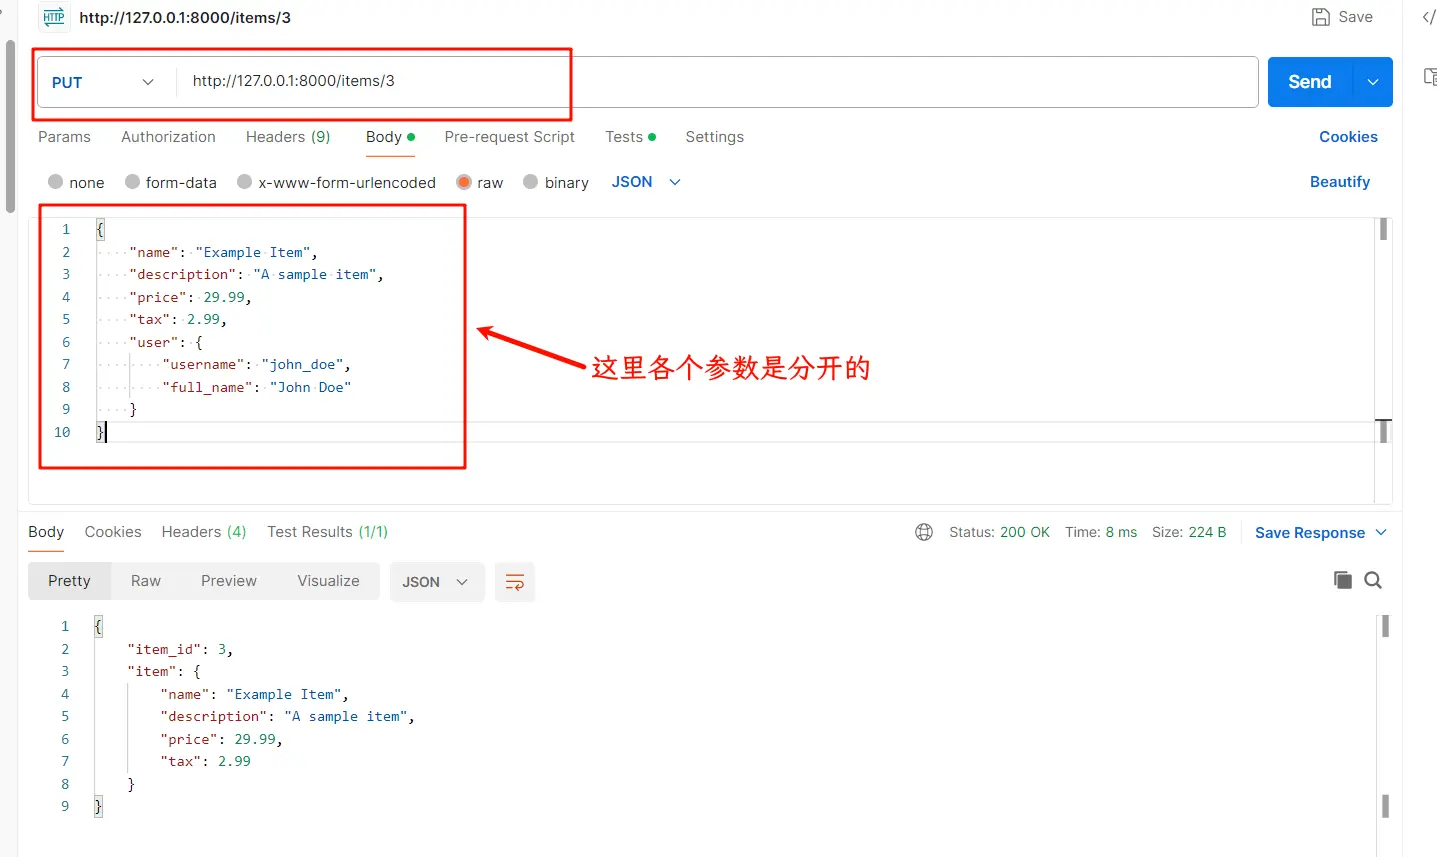 HTTP http://127.0.0.1:8000/items/3 Save
PUT http://127.0.0.1:8000/items/3 Send
Params Authorization Headers (9) Body Pre-request Script Tests Settings Cookies
none form-data x-www-form-urlencoded raw binary JSON Beautify
1 {
2 "name": "Example Item",
3 "description": "A sample item",
4 "price": 29.99,
5 "tax": 2.99,
6 "user": {
7 "username": "john_doe",
这里各个参数是分开的
8 "full_name": "John Doe"
9 }
10 }
Body Cookies Headers (4) Test Results (1/1) Status: 200 OK Time: 8 ms Size: 224 B Save Response
Pretty Raw Preview Visualize JSON
1 {
2 "item_id": 3,
3 "item": {
4 "name": "Example Item",
5 "description": "A sample item",
6 "price": 29.99,
7 "tax": 2.99
8 }
9 }